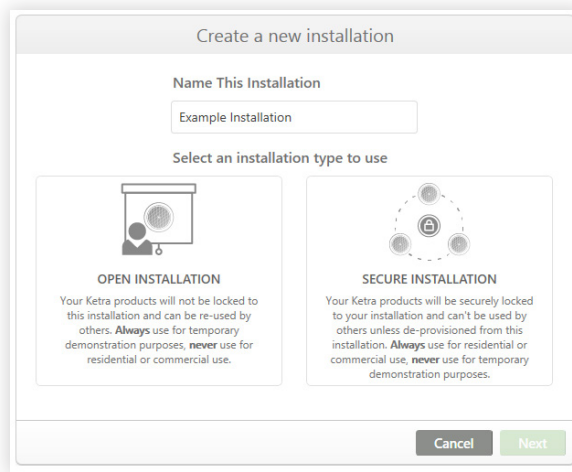 Create a new installation
Name This Installation
Example Installation
Select an installation type to use
OPEN INSTALLATION
Your Ketra products will not be locked to
this installation and can be re-used by
others. Always use for temporary
demonstration purposes, never use for
residential or commercial use.
SECURE INSTALLATION
Your Ketra products will be securely locked
to your installation and can't be used by
others unless de-provisioned from this
installation. Always use for residential or
commercial use, never use for temporary
demonstration purposes.
Cancel
Next